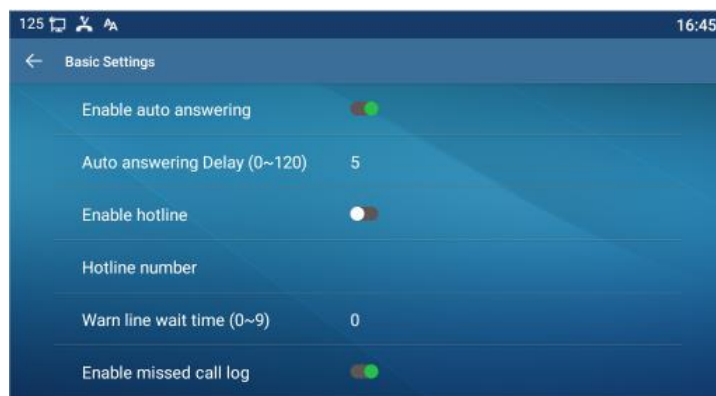 125 16:45
Basic Settings
Enable auto answering
Auto answering Delay (0~120) 5
Enable hotline
Hotline number
Warn line wait time (0~9) 0
Enable missed call log